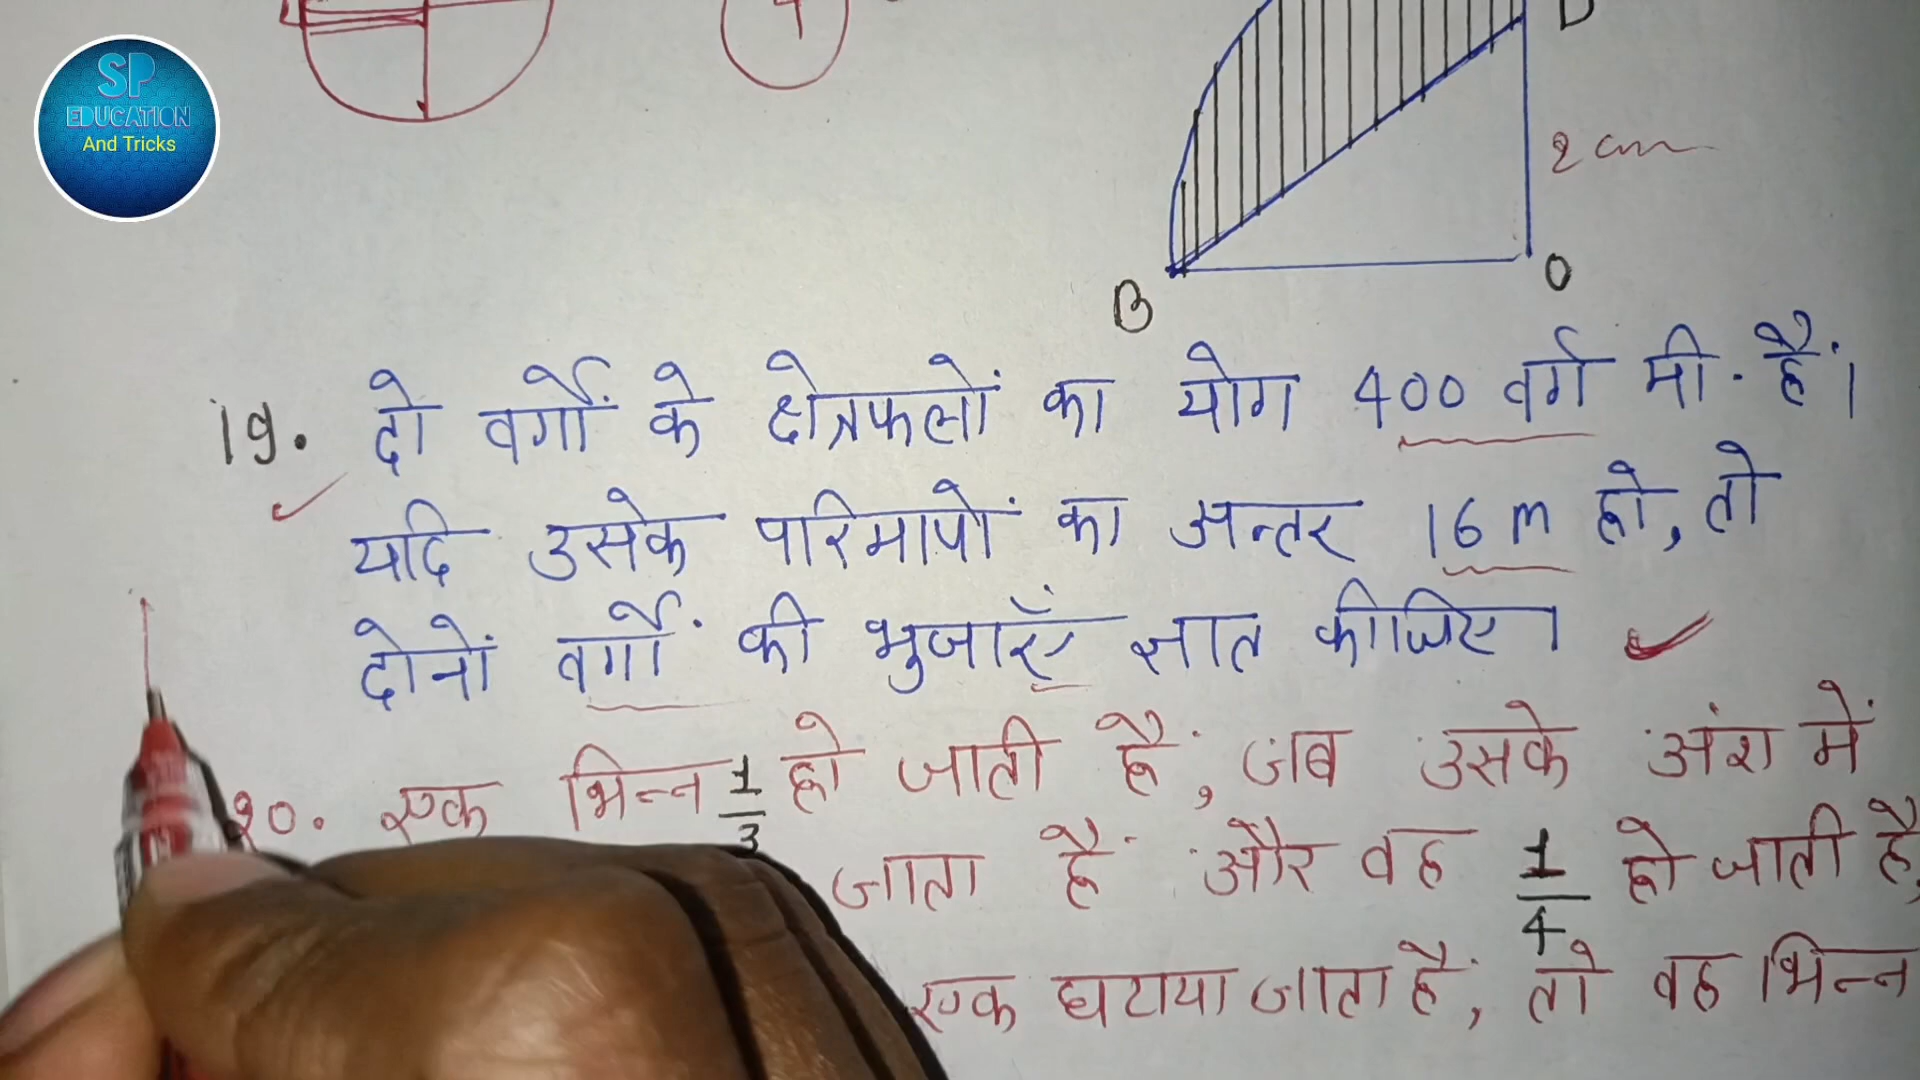 SP
EDUCATION
And Tricks
2 cm
B
O
19. दो वर्गों के क्षेत्रफलों का योग 400 वर्ग मी. है।
यदि उसके परिमापों का अन्तर 16 m हो, तो
दोनों वर्गों की भुजाएँ ज्ञात कीजिए।
20. एक भिन्न 1/3 हो जाती है, जब उसके अंश में
जाता है और वह 1/4 हो जाती है,
एक घटाया जाता है, तो वह भिन्न